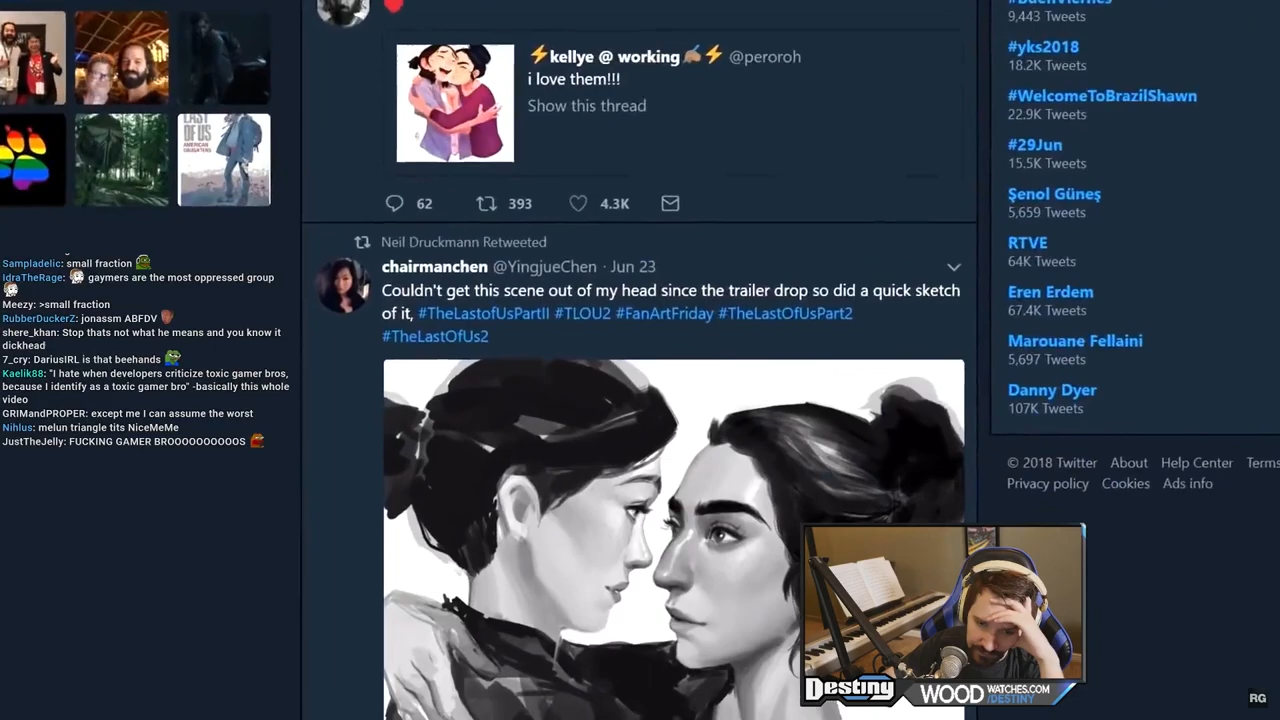 LAST
OF US
AMERICAN
DAUGHTERS
Sampladelic: small fraction
IdraTheRage: gaymers are the most oppressed group
Meezy: >small fraction
RubberDuckerZ: jonassm ABFDV
shere_khan: Stop thats not what he means and you know it
dickhead
7_cry: DariusIRL is that beehands
Kaelik88: "I hate when developers criticize toxic gamer bros,
because I identify as a toxic gamer bro" -basically this whole
video
GRIMandPROPER: except me I can assume the worst
Nihlus: melun triangle tits NiceMeMe
JustTheJelly: FUCKING GAMER BROOOOOOOOOS
kellye @ working @peroroh
i love them!!!
Show this thread
62 393 4.3K
Neil Druckmann Retweeted
chairmanchen @YingjueChen · Jun 23
Couldn't get this scene out of my head since the trailer drop so did a quick sketch
of it, #TheLastofUsPartII #TLOU2 #FanArtFriday #TheLastOfUsPart2
#TheLastOfUs2
9,443 Tweets
#yks2018
18.2K Tweets
#WelcomeToBrazilShawn
22.9K Tweets
#29Jun
15.5K Tweets
Şenol Güneş
5,659 Tweets
RTVE
64K Tweets
Eren Erdem
67.4K Tweets
Marouane Fellaini
5,697 Tweets
Danny Dyer
107K Tweets
© 2018 Twitter About Help Center Terms
Privacy policy Cookies Ads info
Destiny WOOD WATCHES.COM
/DESTINY
RG